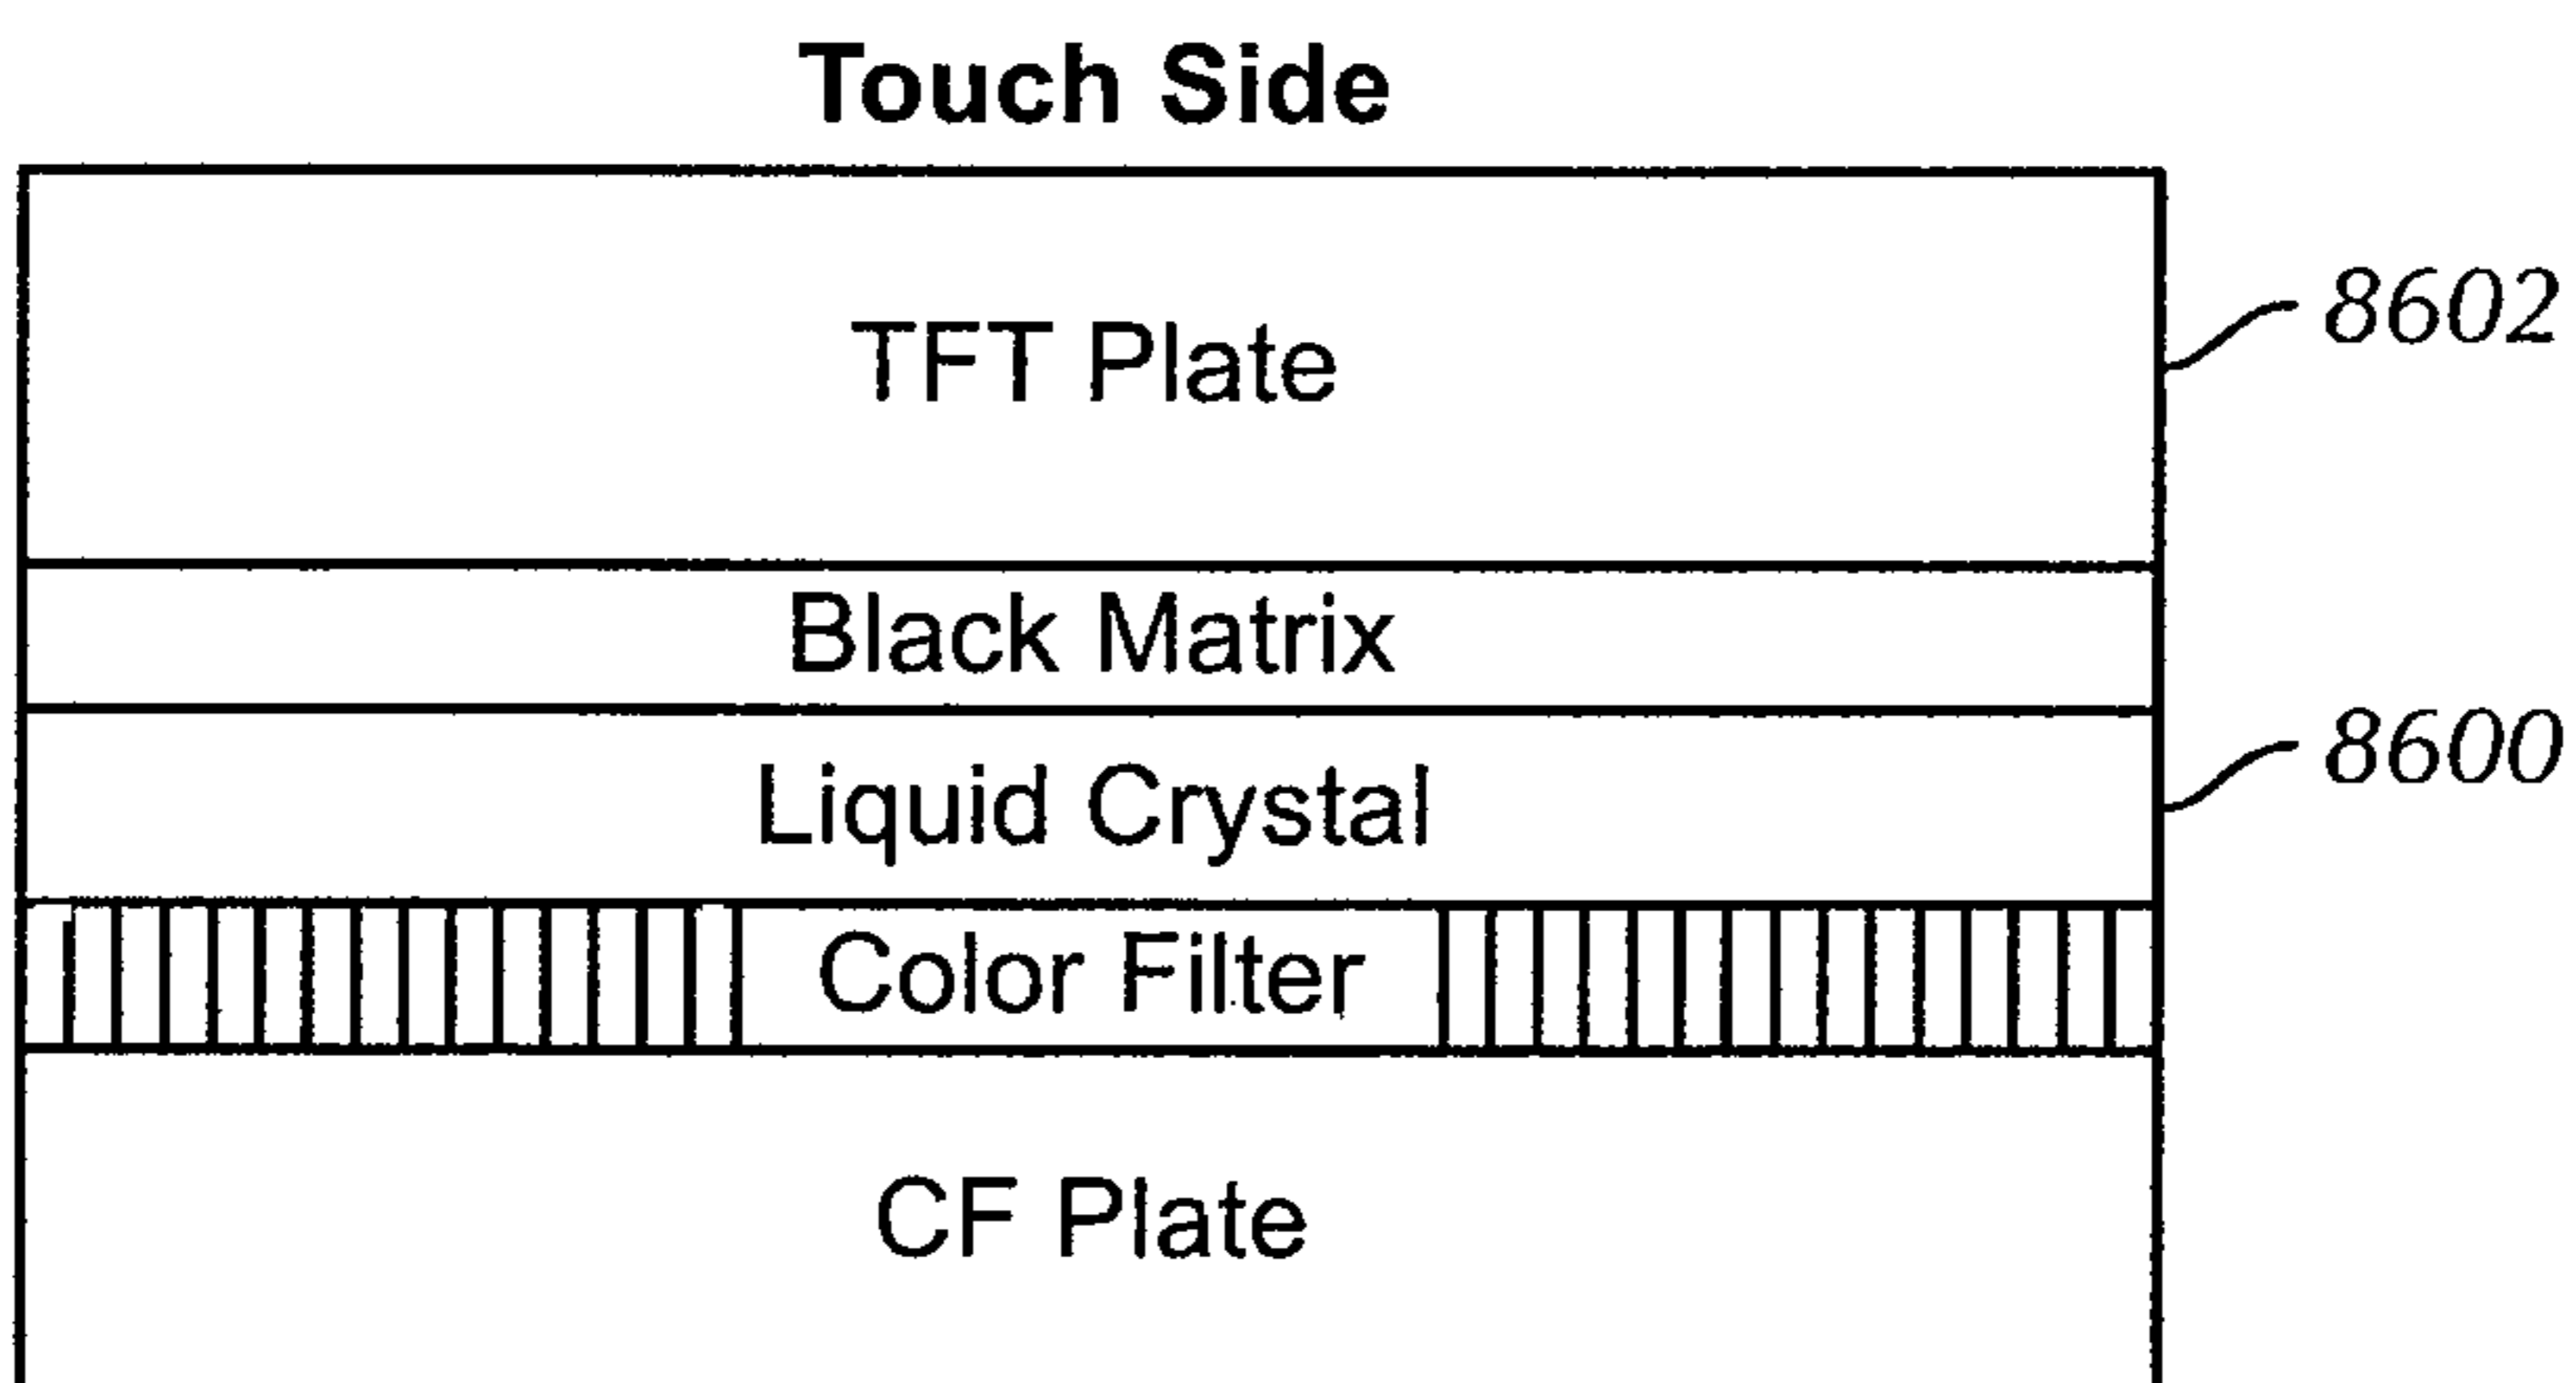 Touch Side
TFT Plate
8602
Black Matrix
Liquid Crystal
8600
Color Filter
CF Plate